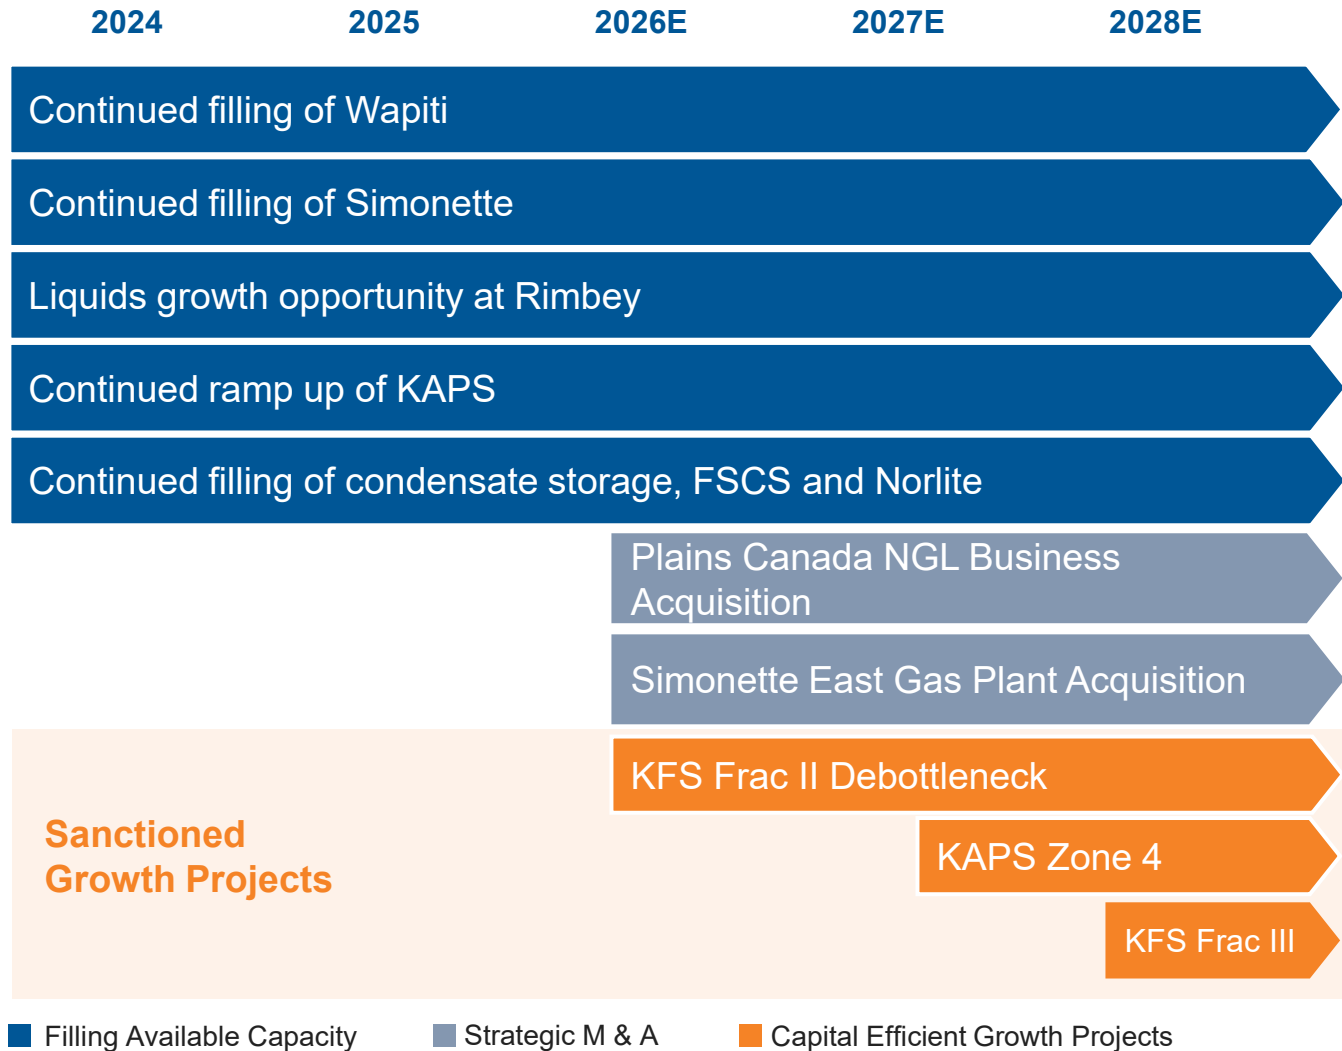 2024 2025 2026E 2027E 2028E
Continued filling of Wapiti
Continued filling of Simonette
Liquids growth opportunity at Rimbey
Continued ramp up of KAPS
Continued filling of condensate storage, FSCS and Norlite
Plains Canada NGL Business
Acquisition
Simonette East Gas Plant Acquisition
KFS Frac II Debottleneck
Sanctioned
Growth Projects
KAPS Zone 4
KFS Frac III
Filling Available Capacity
Strategic M & A
Capital Efficient Growth Projects